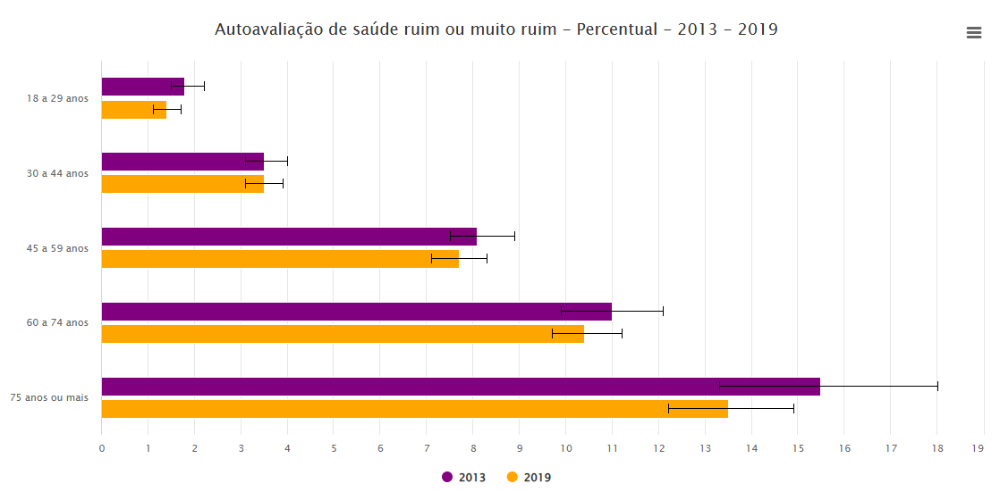 Autoavaliação de saúde ruim ou muito ruim - Percentual - 2013 - 2019
18 a 29 anos
30 a 44 anos
45 a 59 anos
60 a 74 anos
75 anos ou mais
0 1 2 3 4 5 6 7 8 9 10 11 12 13 14 15 16 17 18 19
2013 2019